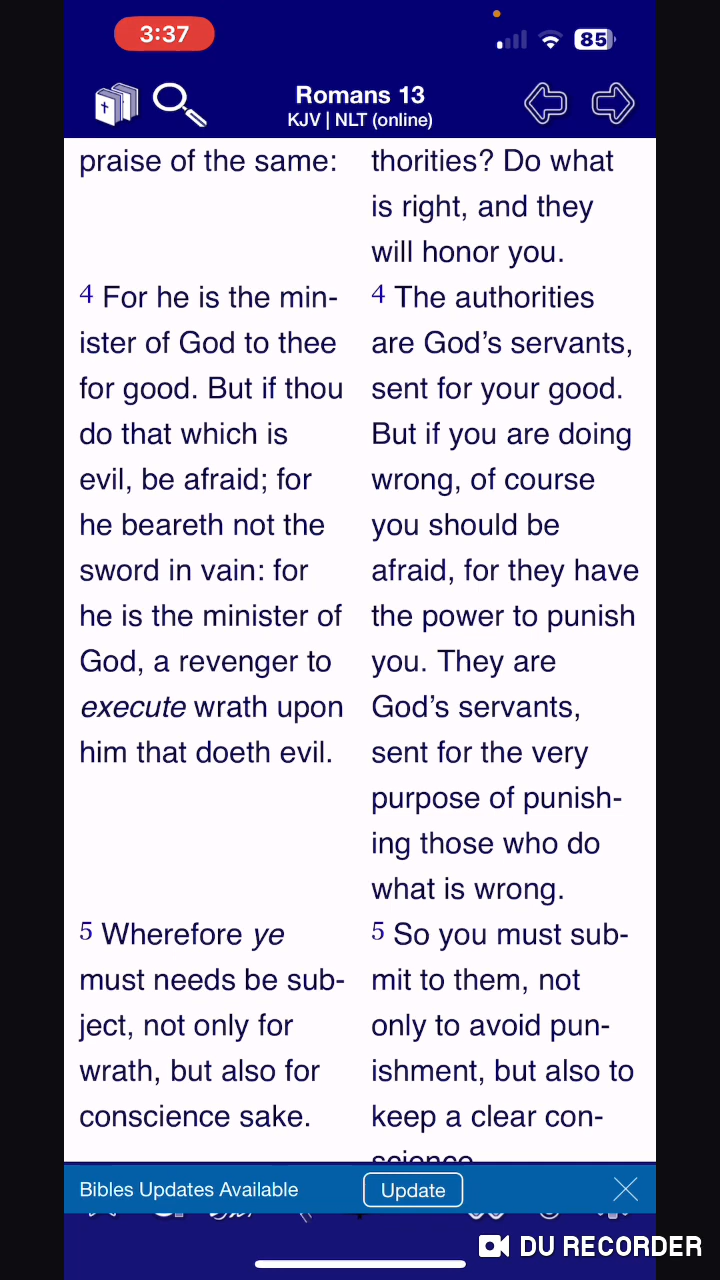 3:37
85
Romans 13
KJV | NLT (online)
praise of the same:
4 For he is the min-
ister of God to thee
for good. But if thou
do that which is
evil, be afraid; for
he beareth not the
sword in vain: for
he is the minister of
God, a revenger to
execute wrath upon
him that doeth evil.
5 Wherefore ye
must needs be sub-
ject, not only for
wrath, but also for
conscience sake.
thorities? Do what
is right, and they
will honor you.
4 The authorities
are God’s servants,
sent for your good.
But if you are doing
wrong, of course
you should be
afraid, for they have
the power to punish
you. They are
God’s servants,
sent for the very
purpose of punish-
ing those who do
what is wrong.
5 So you must sub-
mit to them, not
only to avoid pun-
ishment, but also to
keep a clear con-
science.
Bibles Updates Available
Update
DU RECORDER